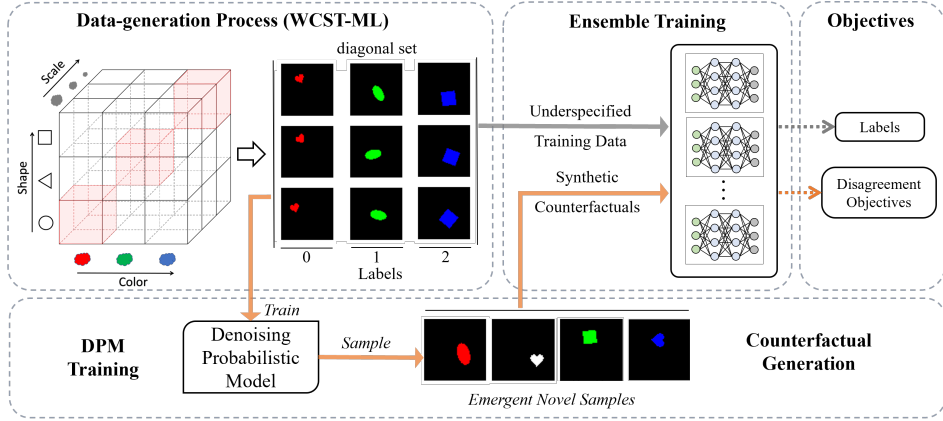 Data-generation Process (WCST-ML)
Ensemble Training
Objectives
diagonal set
Scale
Shape
Color
0
1
2
Labels
Underspecified
Training Data
Synthetic
Counterfactuals
Labels
Disagreement
Objectives
DPM
Training
Train
Denoising
Probabilistic
Model
Sample
Emergent Novel Samples
Counterfactual
Generation